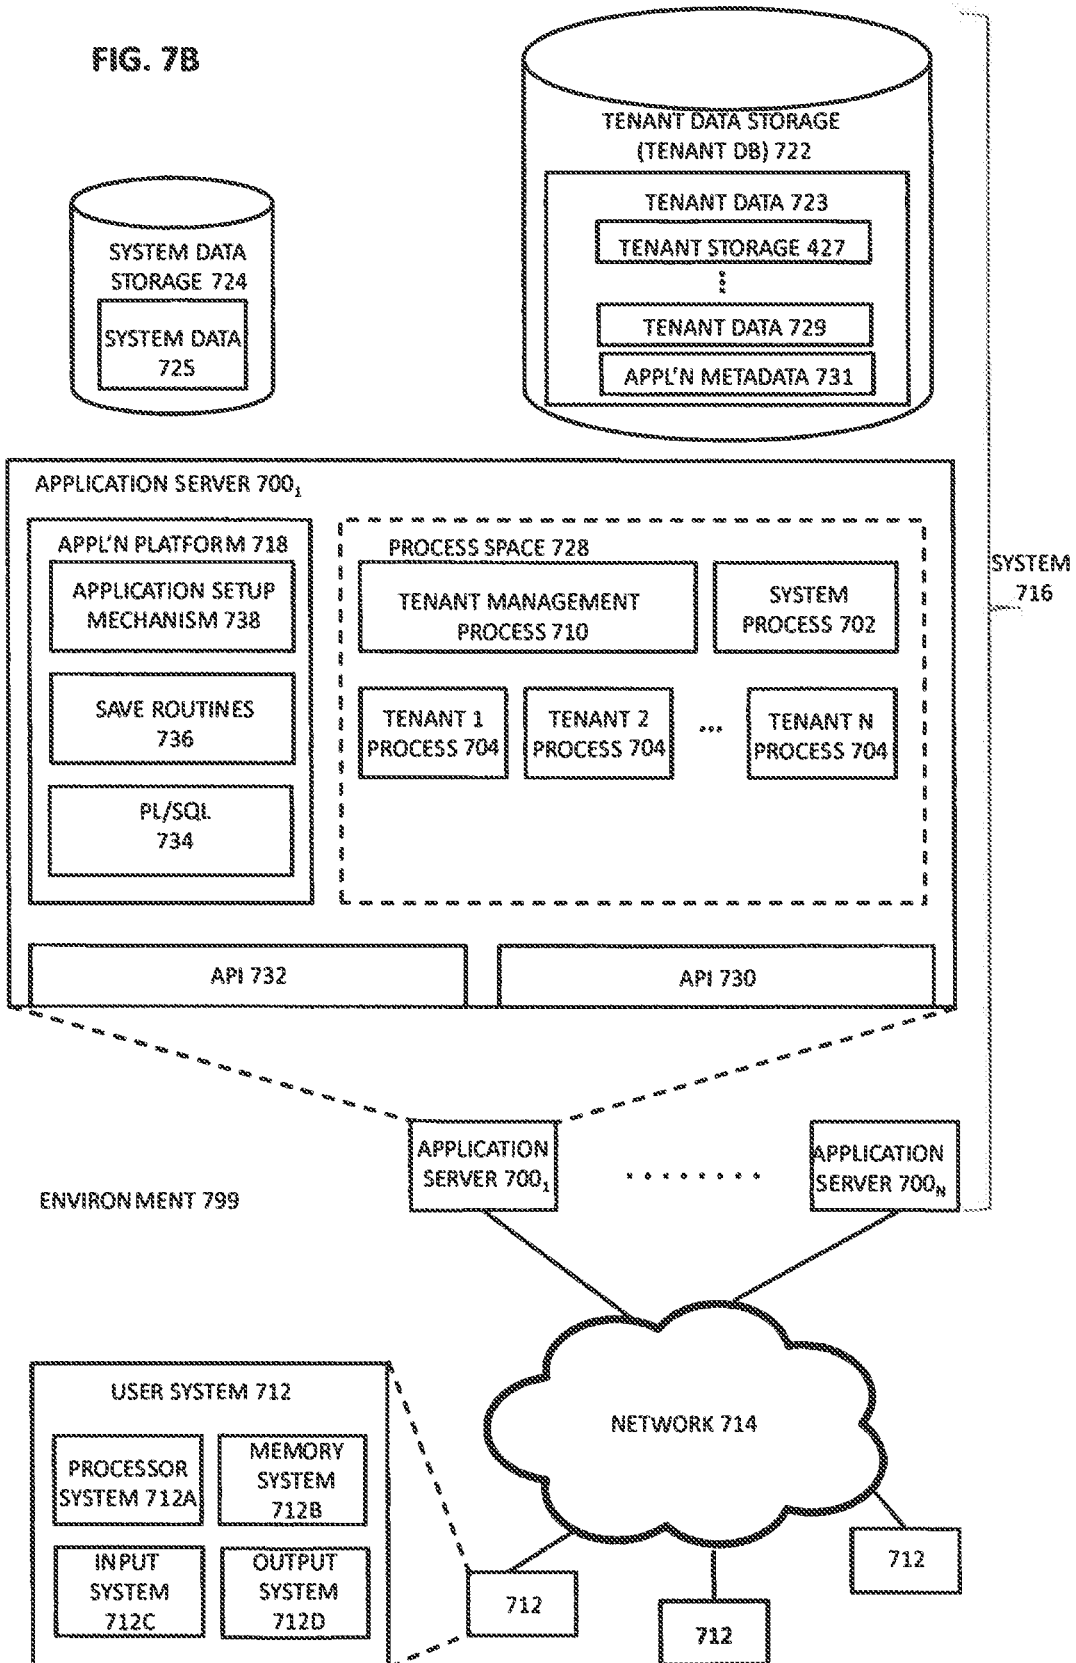 FIG. 7B
TENANT DATA STORAGE
(TENANT DB) 722
TENANT DATA 723
TENANT STORAGE 427
TENANT DATA 729
APPL'N METADATA 731
SYSTEM DATA
STORAGE 724
SYSTEM DATA
725
SYSTEM
716
APPLICATION SERVER 700₁
APPL'N PLATFORM 718
APPLICATION SETUP
MECHANISM 738
SAVE ROUTINES
736
PL/SQL
734
PROCESS SPACE 728
TENANT MANAGEMENT
PROCESS 710
SYSTEM
PROCESS 702
TENANT 1
PROCESS 704
TENANT 2
PROCESS 704
...
TENANT N
PROCESS 704
API 732
API 730
APPLICATION
SERVER 700₁
........
APPLICATION
SERVER 700ₙ
ENVIRONMENT 799
NETWORK 714
USER SYSTEM 712
PROCESSOR
SYSTEM 712A
MEMORY
SYSTEM
712B
INPUT
SYSTEM
712C
OUTPUT
SYSTEM
712D
712
712
712